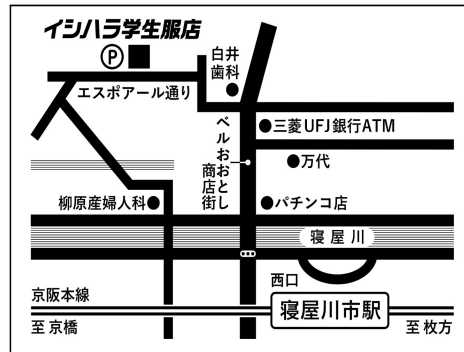 イシハラ学生服店
Ⓟ
白井
歯科
エスポアール通り
三菱UFJ銀行ATM
ベルおおとし
商店街
万代
柳原産婦人科
パチンコ店
寝屋川
西口
京阪本線
寝屋川市駅
至京橋
至枚方